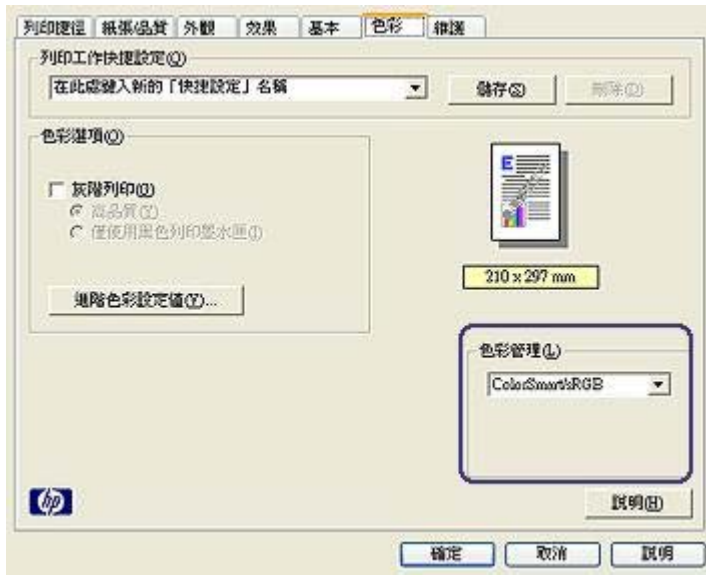 列印捷徑 紙張/品質 外觀 效果 基本 色彩 維護
列印工作快捷設定(Q)
在此處鍵入新的「快捷設定」名稱
儲存(S) 刪除(D)
色彩選項(O)
灰階列印(G)
高品質(Y)
僅使用黑色列印墨水匣(I)
進階色彩設定值(V)...
E
210 x 297 mm
色彩管理(L)
ColorSmart/sRGB
hp
說明(H)
確定 取消 說明